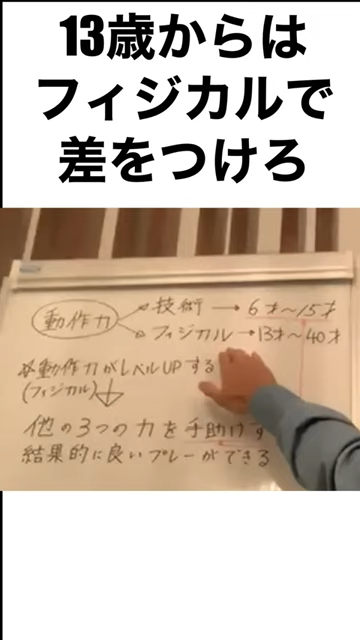 13歳からは
フィジカルで
差をつけろ
動作力
技術 → 6才～15才
フィジカル → 13才～40才
※動作力がレベルUPする
(フィジカル)
他の3つの力を手助けす
結果的に良いプレーができる